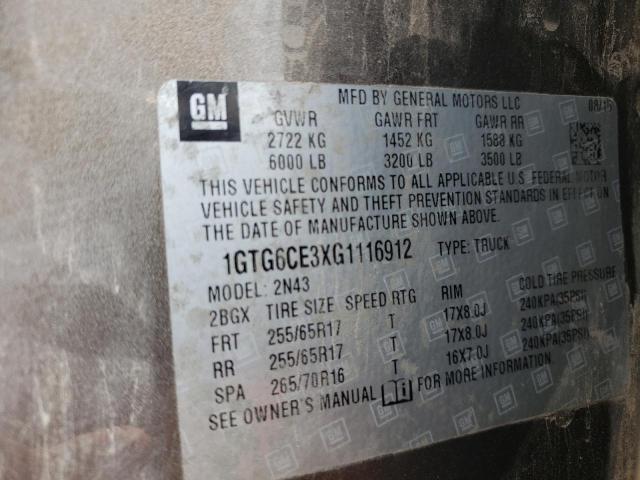 GM
MFD BY GENERAL MOTORS LLC 08/15
GVWR GAWR FRT GAWR RR
2722 KG 1452 KG 1588 KG
6000 LB 3200 LB 3500 LB
THIS VEHICLE CONFORMS TO ALL APPLICABLE U.S. FEDERAL MOTOR
VEHICLE SAFETY AND THEFT PREVENTION STANDARDS IN EFFECT ON
THE DATE OF MANUFACTURE SHOWN ABOVE.
1GTG6CE3XG1116912 TYPE: TRUCK
MODEL: 2N43
2BGX TIRE SIZE SPEED RTG RIM COLD TIRE PRESSURE
FRT 255/65R17 T 17X8.0J 240KPA(35PSI)
RR 255/65R17 T 17X8.0J 240KPA(35PSI)
SPA 265/70R16 T 16X7.0J 240KPA(35PSI)
SEE OWNER'S MANUAL FOR MORE INFORMATION